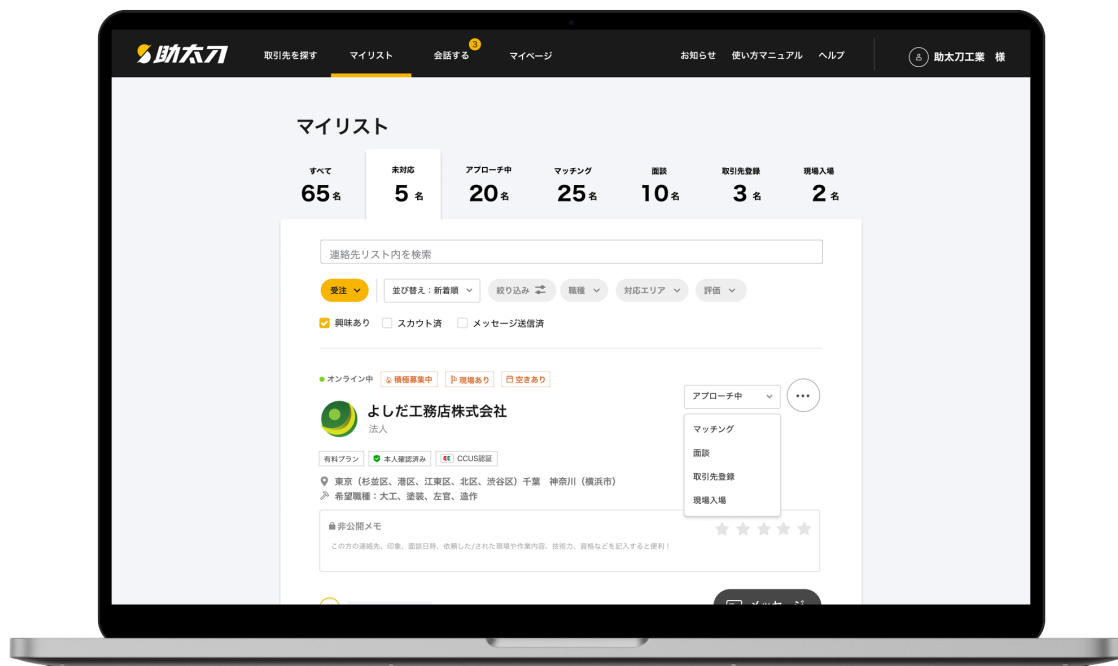 助太刀
取引先を探す マイリスト 会話する 3 マイページ お知らせ 使い方マニュアル ヘルプ 助太刀工業 様
マイリスト
すべて 未対応 アプローチ中 マッチング 面談 取引先登録 現場入場
65名 5名 20名 25名 10名 3名 2名
連絡先リスト内を検索
受注 並び替え：新着順 絞り込み 職種 対応エリア 評価
興味あり スカウト済 メッセージ送信済
オンライン中 積極募集中 現場あり 空きあり
アプローチ中
よしだ工務店株式会社
法人
マッチング
面談
取引先登録
現場入場
有料プラン 本人確認済み CCUS認証
東京（杉並区、港区、江東区、北区、渋谷区）千葉 神奈川（横浜市）
希望職種：大工、塗装、左官、造作
非公開メモ
この方の連絡先、印象、面談日時、依頼した/された現場や作業内容、技術力、資格などを記入すると便利！
メッセージ